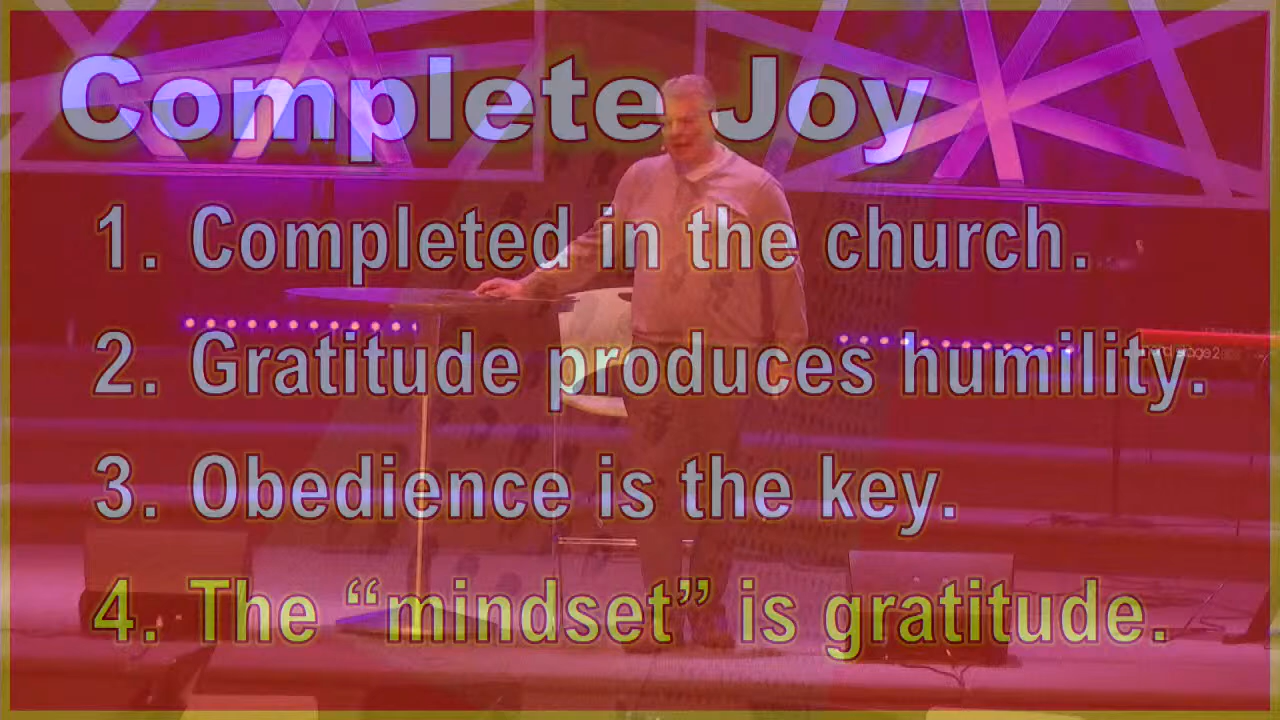 Complete Joy
1. Completed in the church.
2. Gratitude produces humility.
3. Obedience is the key.
4. The “mindset” is gratitude.